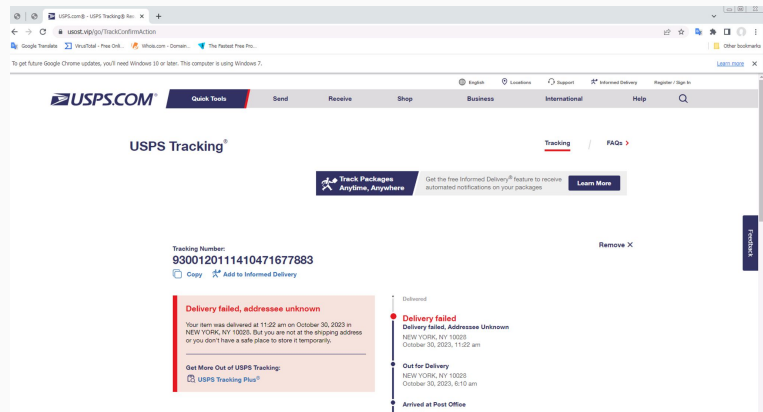 USPS.com® - USPS Tracking® Res
usost.vip/go/TrackConfirmAction
Google Translate VirusTotal - Free Onli... Whois.com - Domain... The Fastest Free Pro...
Other bookmarks
To get future Google Chrome updates, you'll need Windows 10 or later. This computer is using Windows 7.
Learn more
English Locations Support Informed Delivery Register / Sign In
USPS.COM®
Quick Tools Send Receive Shop Business International Help
USPS Tracking®
Tracking FAQs
Track Packages
Anytime, Anywhere
Get the free Informed Delivery® feature to receive
automated notifications on your packages
Learn More
Feedback
Tracking Number:
Remove X
9300120111410471677883
Copy Add to Informed Delivery
Delivery failed, addressee unknown
Your item was delivered at 11:22 am on October 30, 2023 in
NEW YORK, NY 10028. But you are not at the shipping address
or you don't have a safe place to store it temporarily.
Get More Out of USPS Tracking:
USPS Tracking Plus®
Delivered
Delivery failed
Delivery failed, Addressee Unknown
NEW YORK, NY 10028
October 30, 2023, 11:22 am
Out for Delivery
NEW YORK, NY 10028
October 30, 2023, 6:10 am
Arrived at Post Office